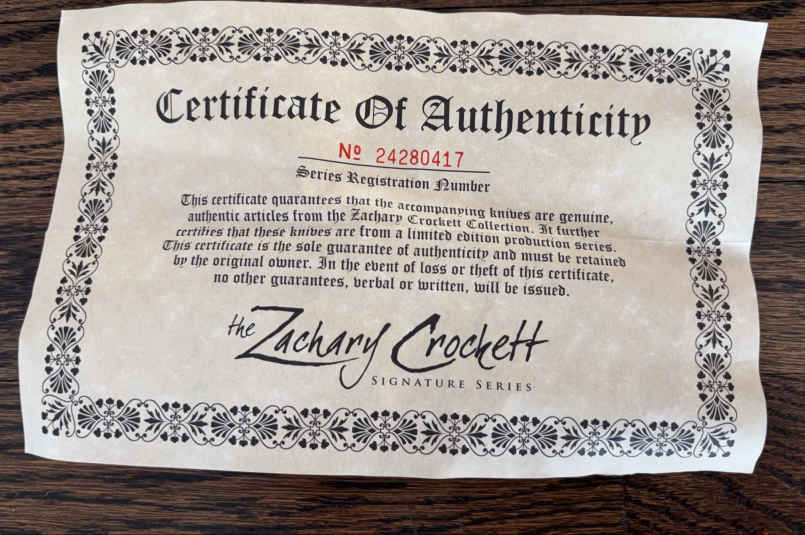 Certificate Of Authenticity
Nº 24280417
Series Registration Number
This certificate quarantees that the accompanying knives are genuine,
authentic articles from the Zachary Crockett Collection. It further
certifies that these knives are from a limited edition production series.
This certificate is the sole guarantee of authenticity and must be retained
by the original owner. In the event of loss or theft of this certificate,
no other guarantees, verbal or written, will be issued.
the Zachary Crockett
SIGNATURE SERIES